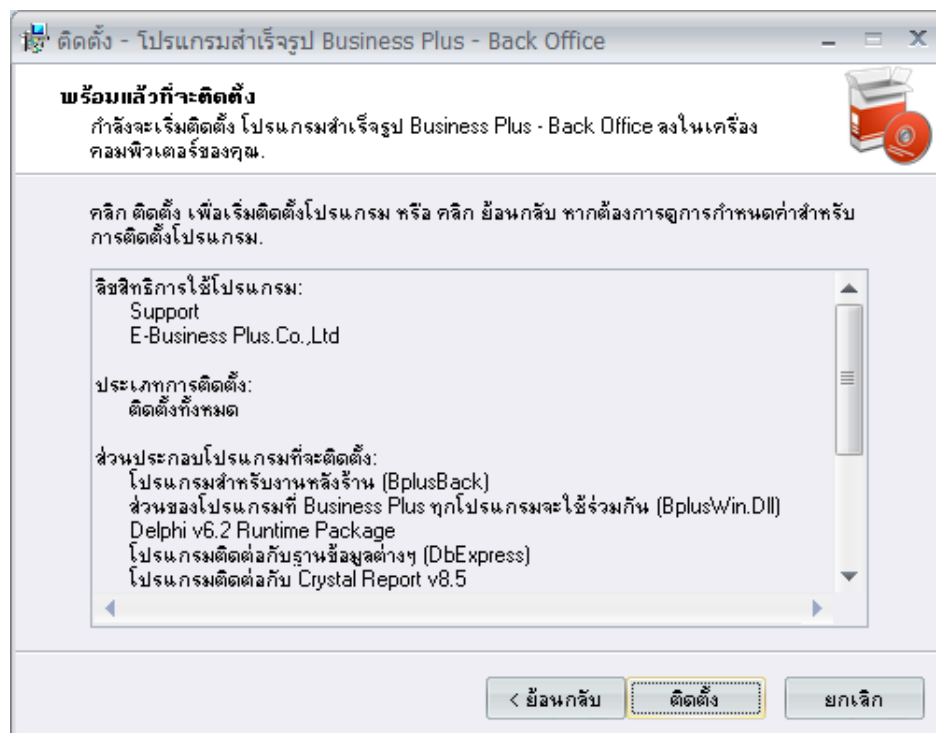 ติดตั้ง - โปรแกรมสำเร็จรูป Business Plus - Back Office
พร้อมแล้วที่จะติดตั้ง
กำลังจะเริ่มติดตั้ง โปรแกรมสำเร็จรูป Business Plus - Back Office ลงในเครื่อง
คอมพิวเตอร์ของคุณ.
คลิก ติดตั้ง เพื่อเริ่มติดตั้งโปรแกรม หรือ คลิก ย้อนกลับ หากต้องการดูการกำหนดค่าสำหรับ
การติดตั้งโปรแกรม.
ลิขสิทธิการใช้โปรแกรม:
Support
E-Business Plus.Co.,Ltd
ประเภทการติดตั้ง:
ติดตั้งทั้งหมด
ส่วนประกอบโปรแกรมที่จะติดตั้ง:
โปรแกรมสำหรับงานหลังร้าน (BplusBack)
ส่วนของโปรแกรมที่ Business Plus ทุกโปรแกรมจะใช้ร่วมกัน (BplusWin.Dll)
Delphi v6.2 Runtime Package
โปรแกรมติดต่อกับฐานข้อมูลต่างๆ (DbExpress)
โปรแกรมติดต่อกับ Crystal Report v8.5
< ย้อนกลับ
ติดตั้ง
ยกเลิก